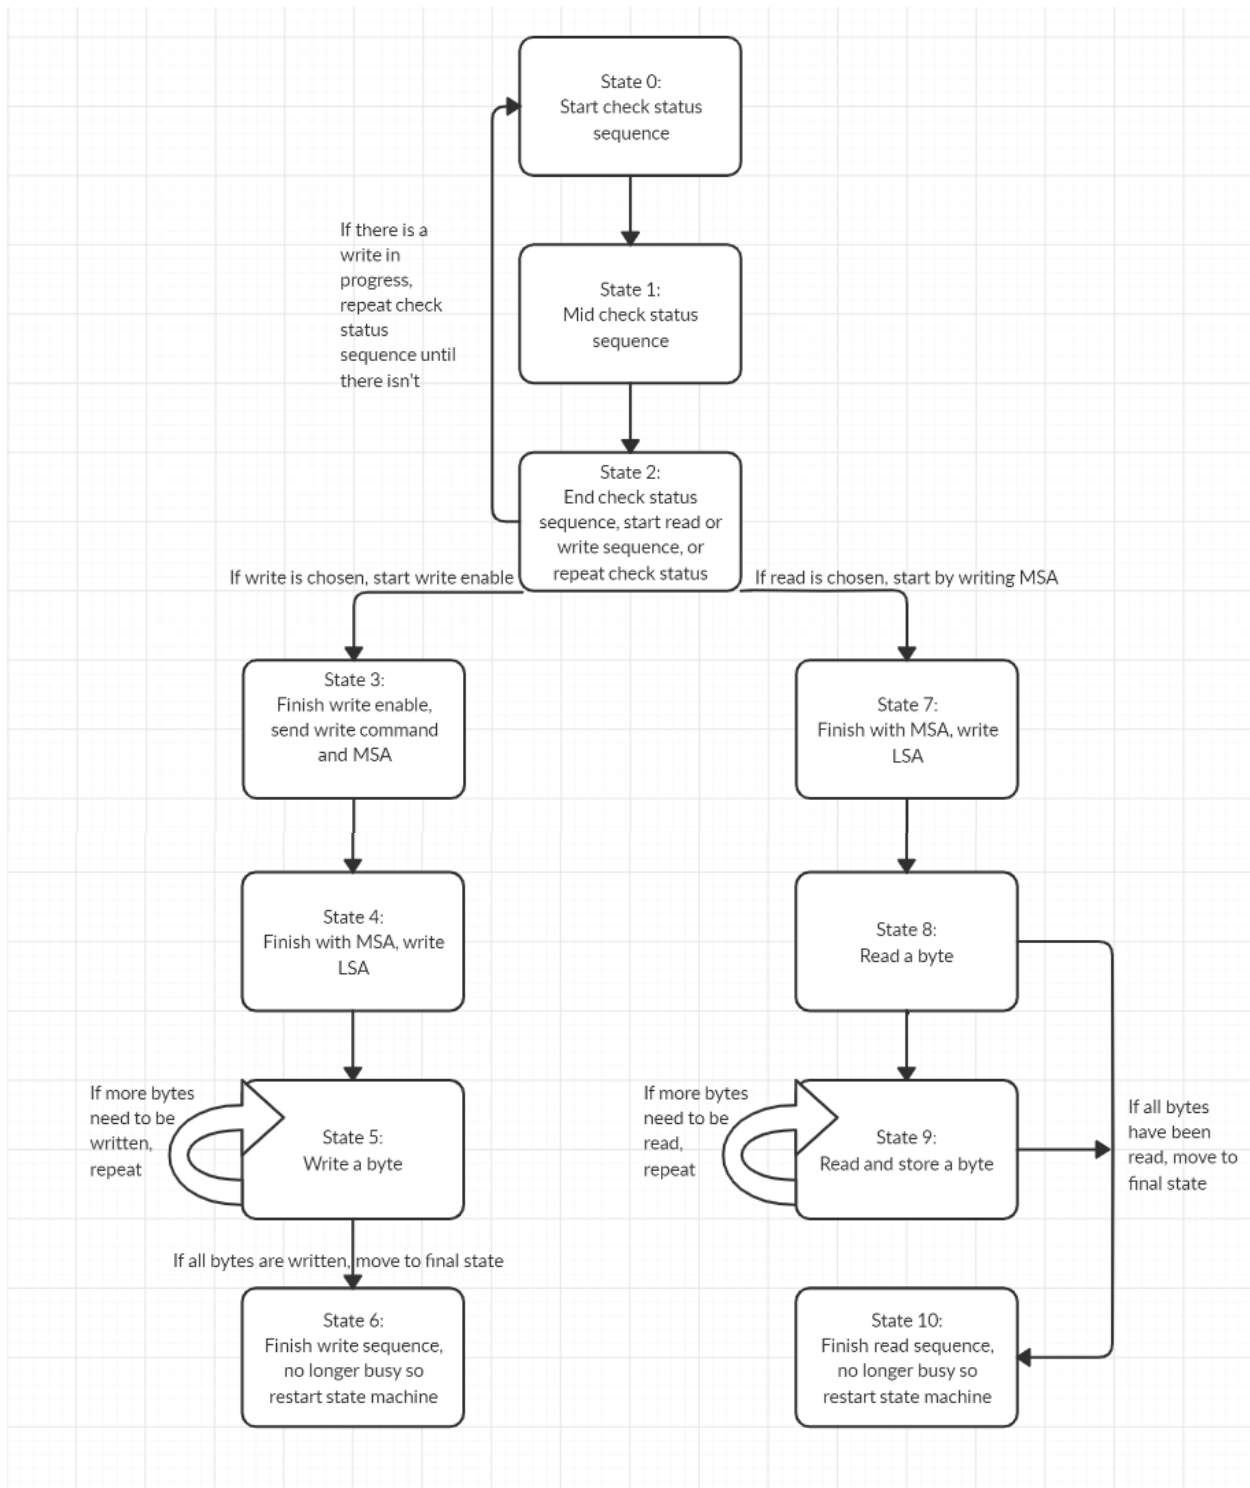 State 0:
Start check status
sequence
If there is a
write in
progress,
repeat check
status
sequence until
there isn't
State 1:
Mid check status
sequence
State 2:
End check status
sequence, start read or
write sequence, or
repeat check status
If write is chosen, start write enable
If read is chosen, start by writing MSA
State 3:
Finish write enable,
send write command
and MSA
State 7:
Finish with MSA, write
LSA
State 4:
Finish with MSA, write
LSA
State 8:
Read a byte
If more bytes
need to be
written,
repeat
State 5:
Write a byte
If more bytes
need to be
read,
repeat
State 9:
Read and store a byte
If all bytes
have been
read, move to
final state
If all bytes are written, move to final state
State 6:
Finish write sequence,
no longer busy so
restart state machine
State 10:
Finish read sequence,
no longer busy so
restart state machine